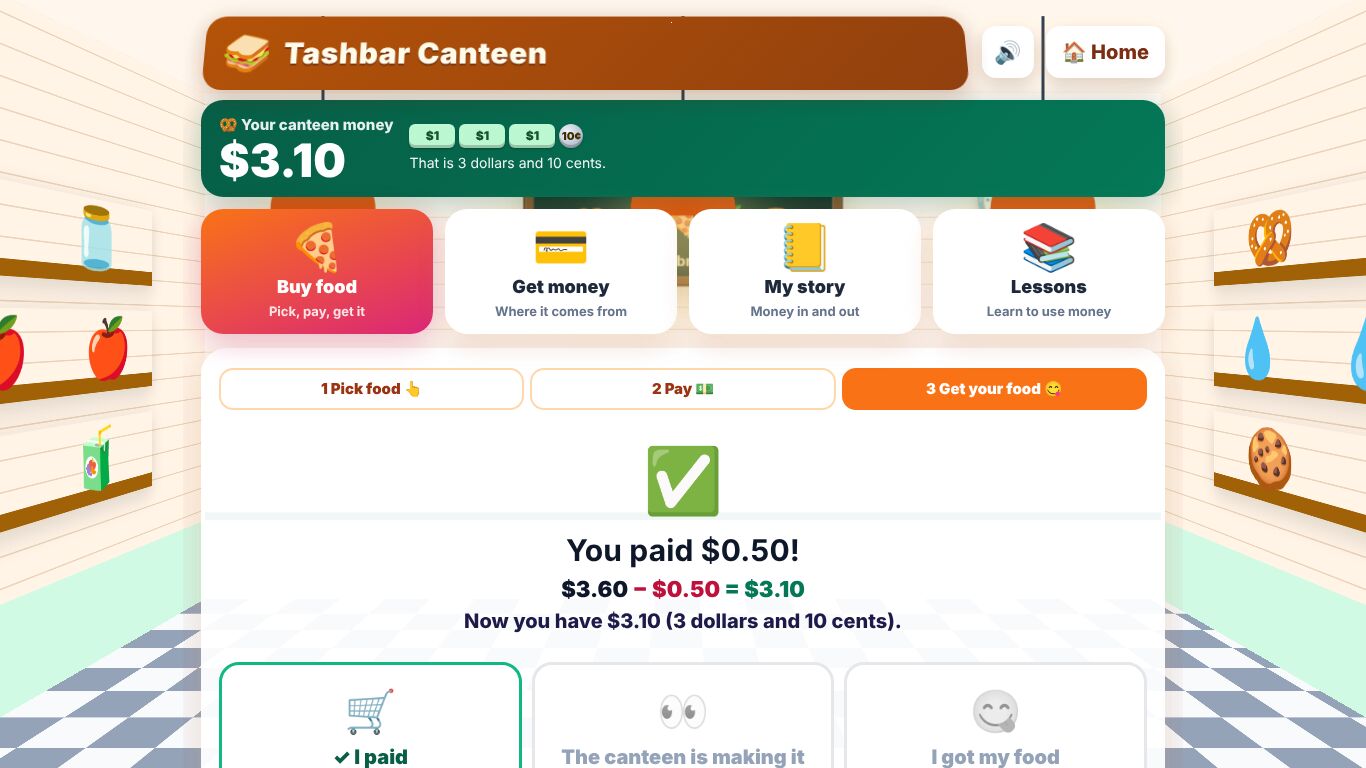 Tashbar Canteen
Home
Your canteen money
$3.10
$1 $1 $1 10¢
That is 3 dollars and 10 cents.
Buy food
Pick, pay, get it
Get money
Where it comes from
My story
Money in and out
Lessons
Learn to use money
1 Pick food
2 Pay
3 Get your food
You paid $0.50!
$3.60 − $0.50 = $3.10
Now you have $3.10 (3 dollars and 10 cents).
✓ I paid
The canteen is making it
I got my food